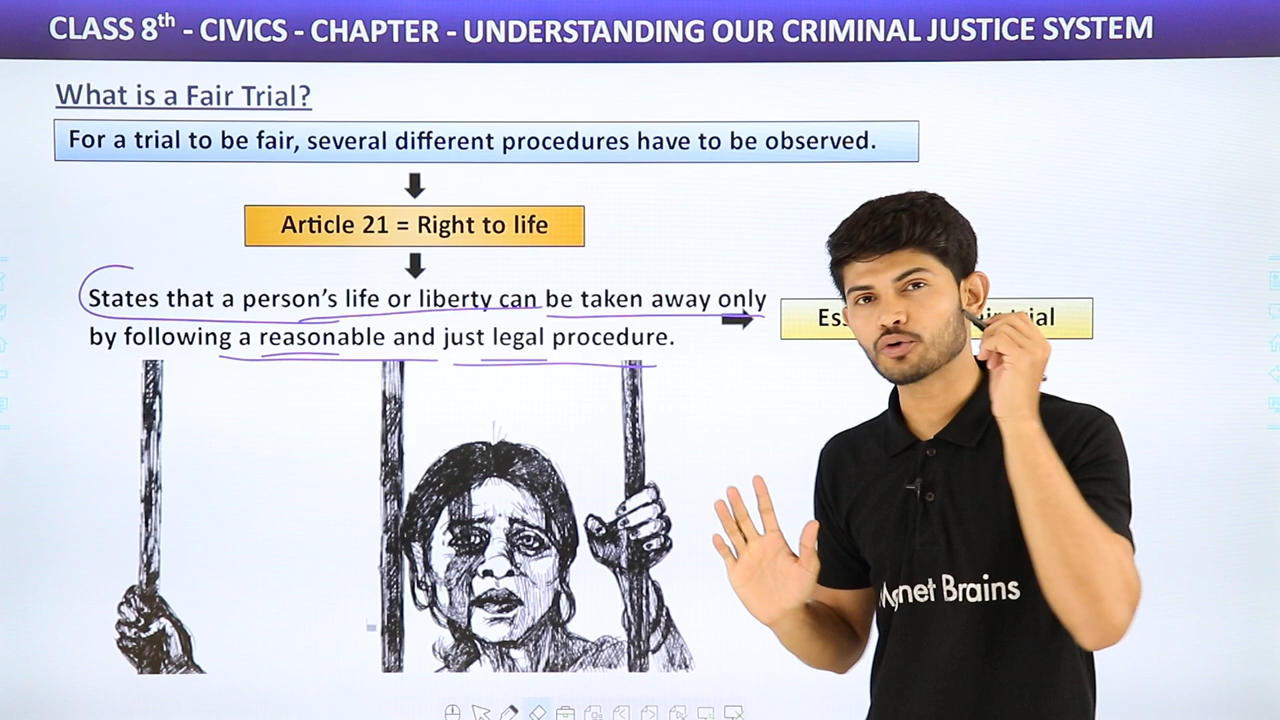 CLASS 8th - CIVICS - CHAPTER - UNDERSTANDING OUR CRIMINAL JUSTICE SYSTEM
What is a Fair Trial?
For a trial to be fair, several different procedures have to be observed.
Article 21 = Right to life
States that a person's life or liberty can be taken away only
by following a reasonable and just legal procedure.
trial
net Brains